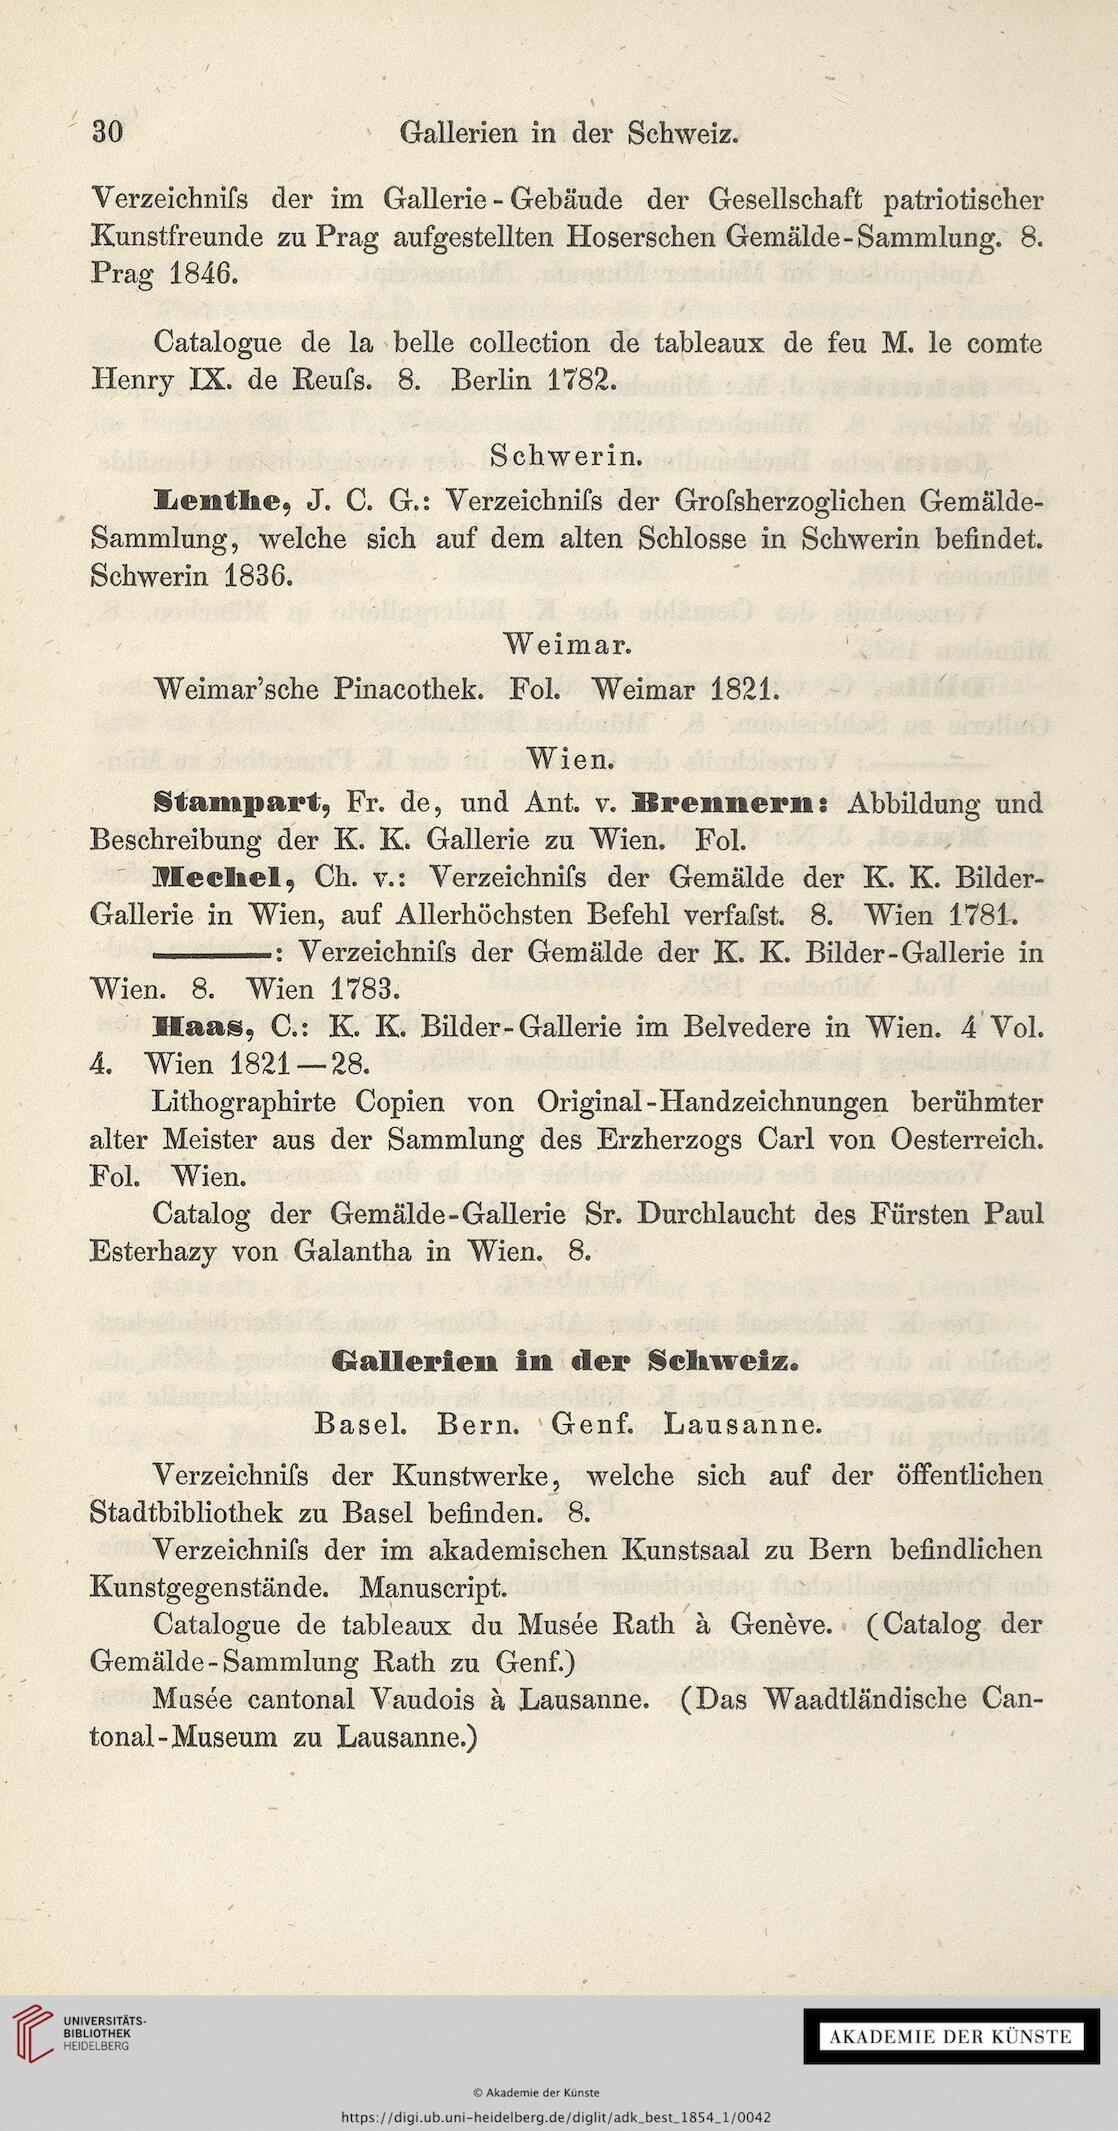 30 Gallerien in der Schweiz.
Verzeichniſs der im Gallerie-Gebäude der Gesellschaft patriotischer
Kunstfreunde zu Prag aufgestellten Hoserschen Gemälde-Sammlung. 8.
Prag 1846.
Catalogue de la belle collection de tableaux de feu M. le comte
Henry IX. de Reuſs. 8. Berlin 1782.
Schwerin.
Lenthe, J. C. G.: Verzeichniſs der Groſsherzoglichen Gemälde-
Sammlung, welche sich auf dem alten Schlosse in Schwerin befindet.
Schwerin 1836.
Weimar.
Weimar'sche Pinacothek. Fol. Weimar 1821.
Wien.
Stampart, Fr. de, und Ant. v. Brennern: Abbildung und
Beschreibung der K. K. Gallerie zu Wien. Fol.
Mechel, Ch. v.: Verzeichniſs der Gemälde der K. K. Bilder-
Gallerie in Wien, auf Allerhöchsten Befehl verfaſst. 8. Wien 1781.
———: Verzeichniſs der Gemälde der K. K. Bilder-Gallerie in
Wien. 8. Wien 1783.
Haas, C.: K. K. Bilder-Gallerie im Belvedere in Wien. 4 Vol.
4. Wien 1821—28.
Lithographirte Copien von Original-Handzeichnungen berühmter
alter Meister aus der Sammlung des Erzherzogs Carl von Oesterreich.
Fol. Wien.
Catalog der Gemälde-Gallerie Sr. Durchlaucht des Fürsten Paul
Esterhazy von Galantha in Wien. 8.
Gallerien in der Schweiz.
Basel. Bern. Genf. Lausanne.
Verzeichniſs der Kunstwerke, welche sich auf der öffentlichen
Stadtbibliothek zu Basel befinden. 8.
Verzeichniſs der im akademischen Kunstsaal zu Bern befindlichen
Kunstgegenstände. Manuscript.
Catalogue de tableaux du Musée Rath à Genève. (Catalog der
Gemälde-Sammlung Rath zu Genf.)
Musée cantonal Vaudois à Lausanne. (Das Waadtländische Can-
tonal-Museum zu Lausanne.)
UNIVERSITÄTS-
BIBLIOTHEK
HEIDELBERG
AKADEMIE DER KÜNSTE
© Akademie der Künste
https://digi.ub.uni-heidelberg.de/diglit/adk_best_1854_1/0042